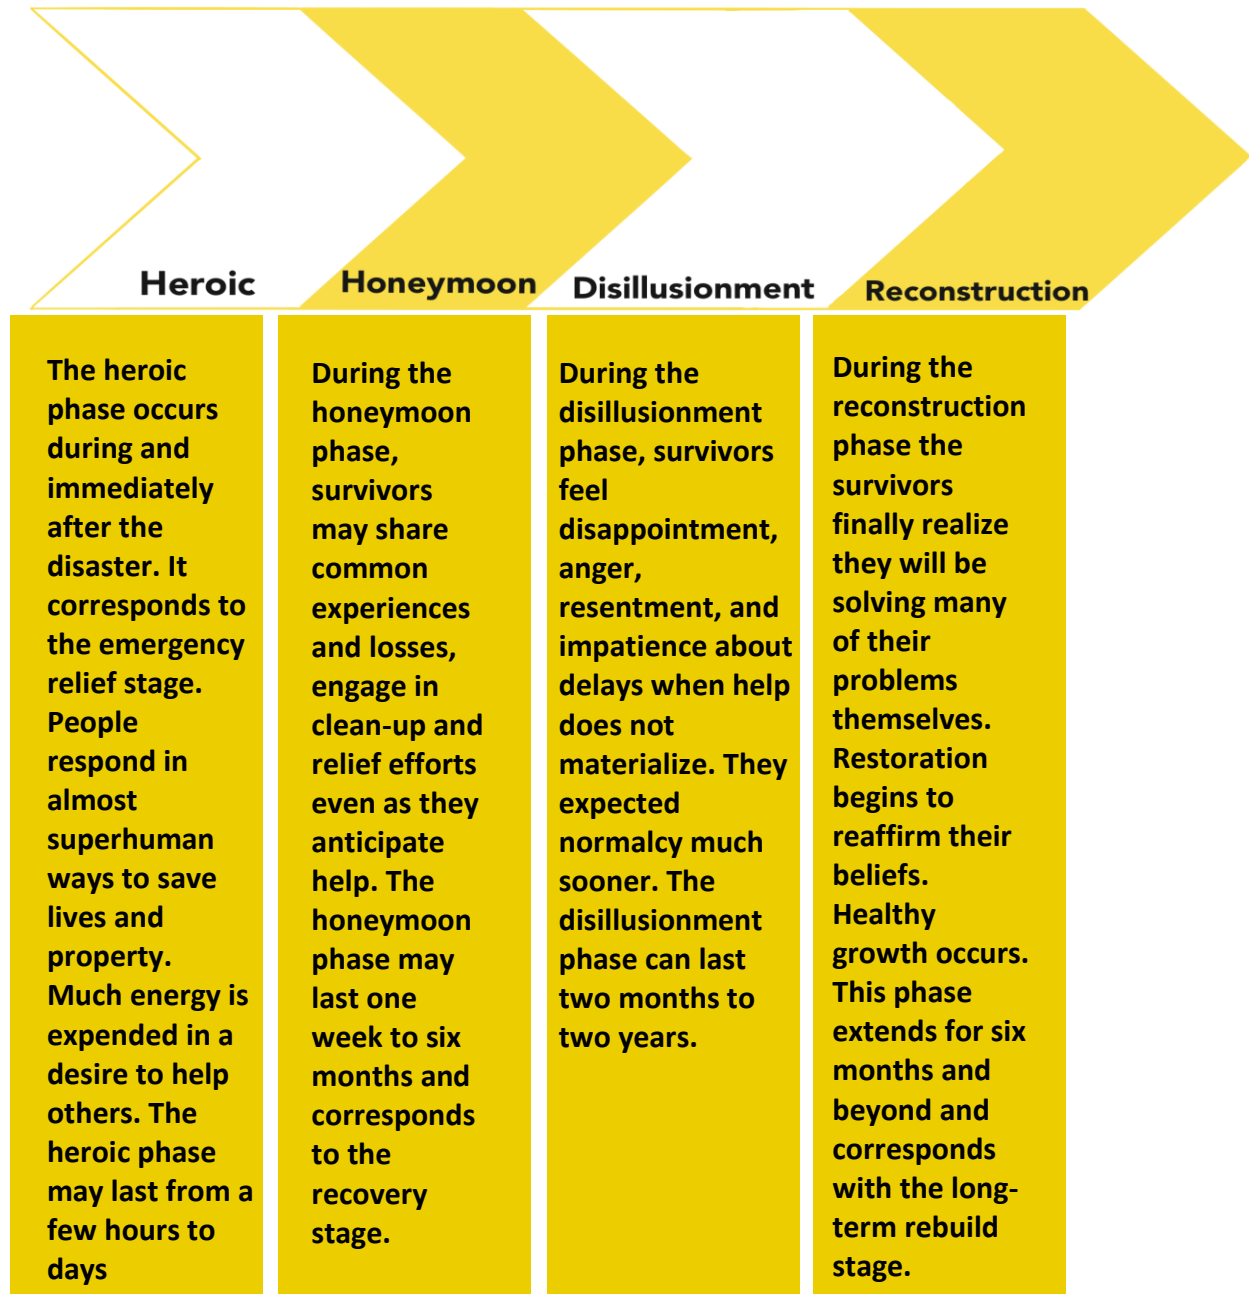 Heroic
Honeymoon
Disillusionment
Reconstruction
The heroic
phase occurs
during and
immediately
after the
disaster. It
corresponds to
the emergency
relief stage.
People
respond in
almost
superhuman
ways to save
lives and
property.
Much energy is
expended in a
desire to help
others. The
heroic phase
may last from a
few hours to
days
During the
honeymoon
phase,
survivors
may share
common
experiences
and losses,
engage in
clean-up and
relief efforts
even as they
anticipate
help. The
honeymoon
phase may
last one
week to six
months and
corresponds
to the
recovery
stage.
During the
disillusionment
phase, survivors
feel
disappointment,
anger,
resentment, and
impatience about
delays when help
does not
materialize. They
expected
normalcy much
sooner. The
disillusionment
phase can last
two months to
two years.
During the
reconstruction
phase the
survivors
finally realize
they will be
solving many
of their
problems
themselves.
Restoration
begins to
reaffirm their
beliefs.
Healthy
growth occurs.
This phase
extends for six
months and
beyond and
corresponds
with the long-
term rebuild
stage.